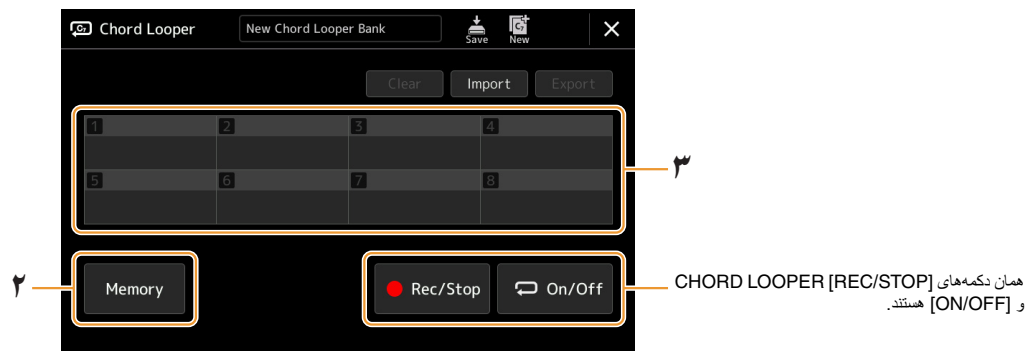 Chord Looper
New Chord Looper Bank
Save
New
Clear
Import
Export
1
2
3
4
5
6
7
8
۳
۲
Memory
Rec/Stop
On/Off
همان دکمه‌های CHORD LOOPER [REC/STOP]
و [ON/OFF] هستند.